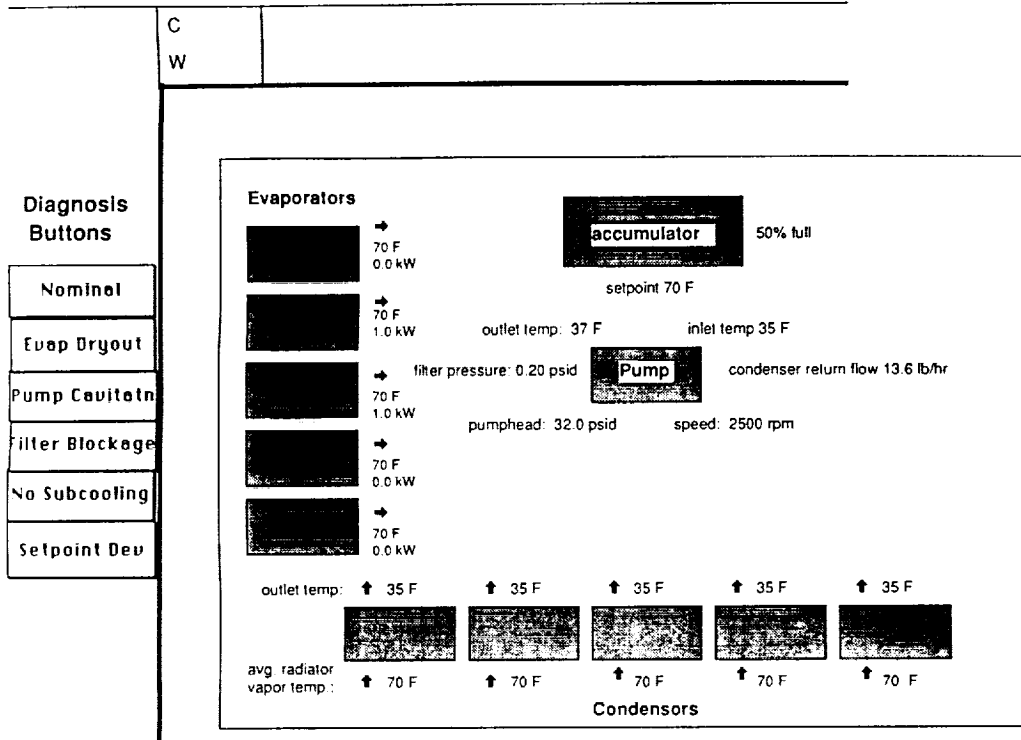 C
W
Diagnosis
Buttons
Nominal
Evap Dryout
Pump Cavitatn
Filter Blockage
No Subcooling
Setpoint Dev
Evaporators
70 F
0.0 kW
70 F
1.0 kW
70 F
1.0 kW
70 F
0.0 kW
70 F
0.0 kW
accumulator
50% full
setpoint 70 F
outlet temp: 37 F
inlet temp 35 F
filter pressure: 0.20 psid
Pump
condenser return flow 13.6 lb/hr
pumphead: 32.0 psid
speed: 2500 rpm
outlet temp: 35 F 35 F 35 F 35 F 35 F
avg. radiator
vapor temp.: 70 F 70 F 70 F 70 F 70 F
Condensors